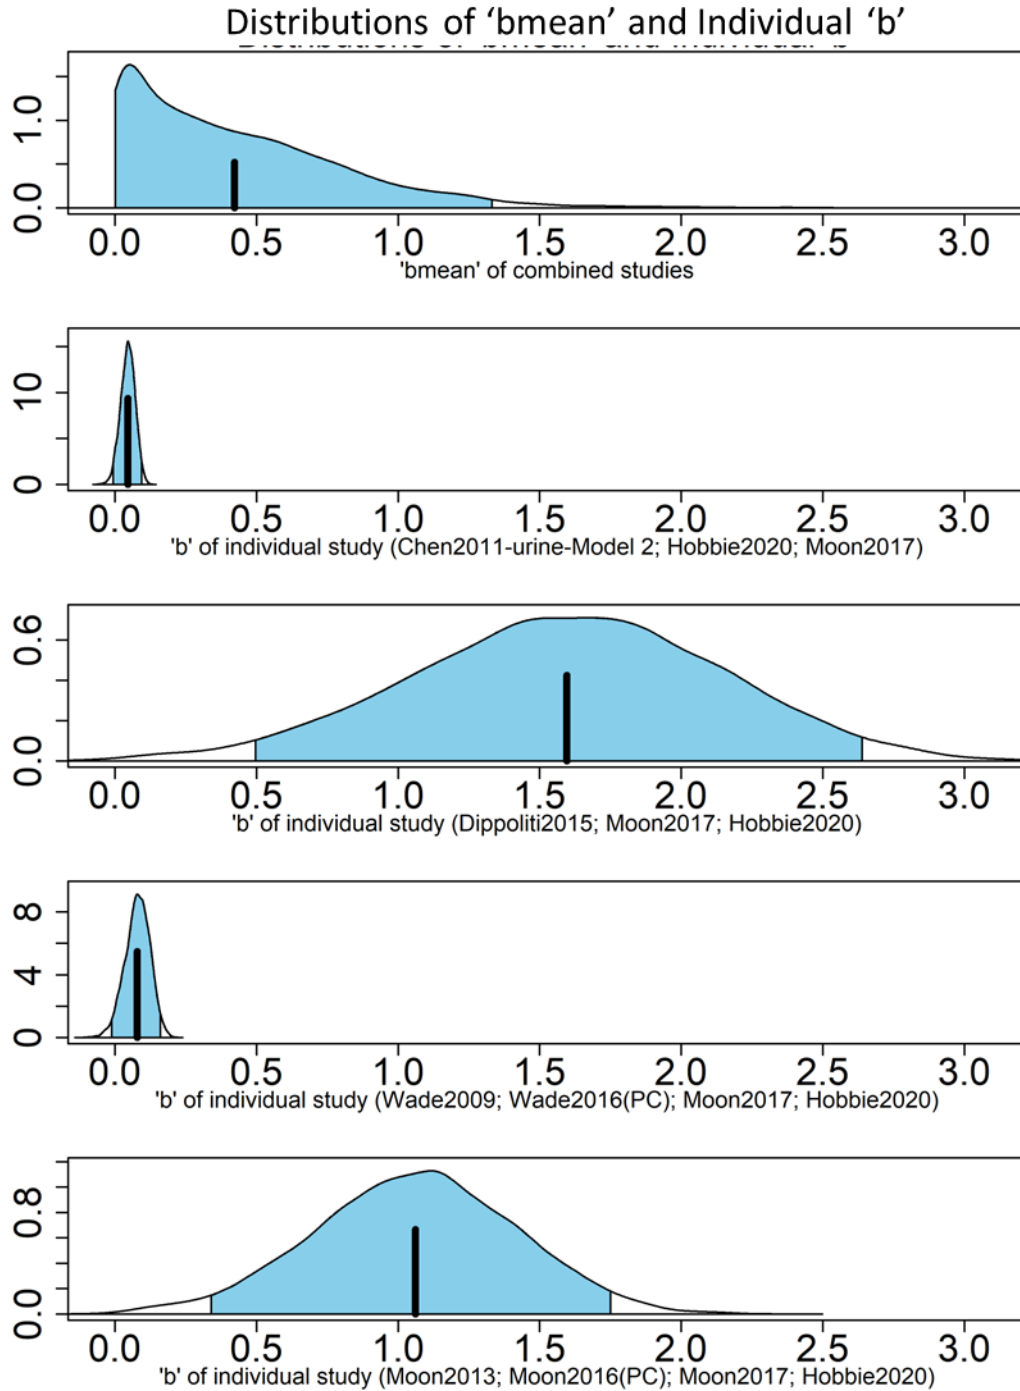 Distributions of ‘bmean’ and Individual ‘b’
0.0 1.0
0.0 0.5 1.0 1.5 2.0 2.5 3.0
'bmean' of combined studies
0 10
0.0 0.5 1.0 1.5 2.0 2.5 3.0
'b' of individual study (Chen2011-urine-Model 2; Hobbie2020; Moon2017)
0.0 0.6
0.0 0.5 1.0 1.5 2.0 2.5 3.0
'b' of individual study (Dippoliti2015; Moon2017; Hobbie2020)
0 4 8
0.0 0.5 1.0 1.5 2.0 2.5 3.0
'b' of individual study (Wade2009; Wade2016(PC); Moon2017; Hobbie2020)
0.0 0.8
0.0 0.5 1.0 1.5 2.0 2.5 3.0
'b' of individual study (Moon2013; Moon2016(PC); Moon2017; Hobbie2020)